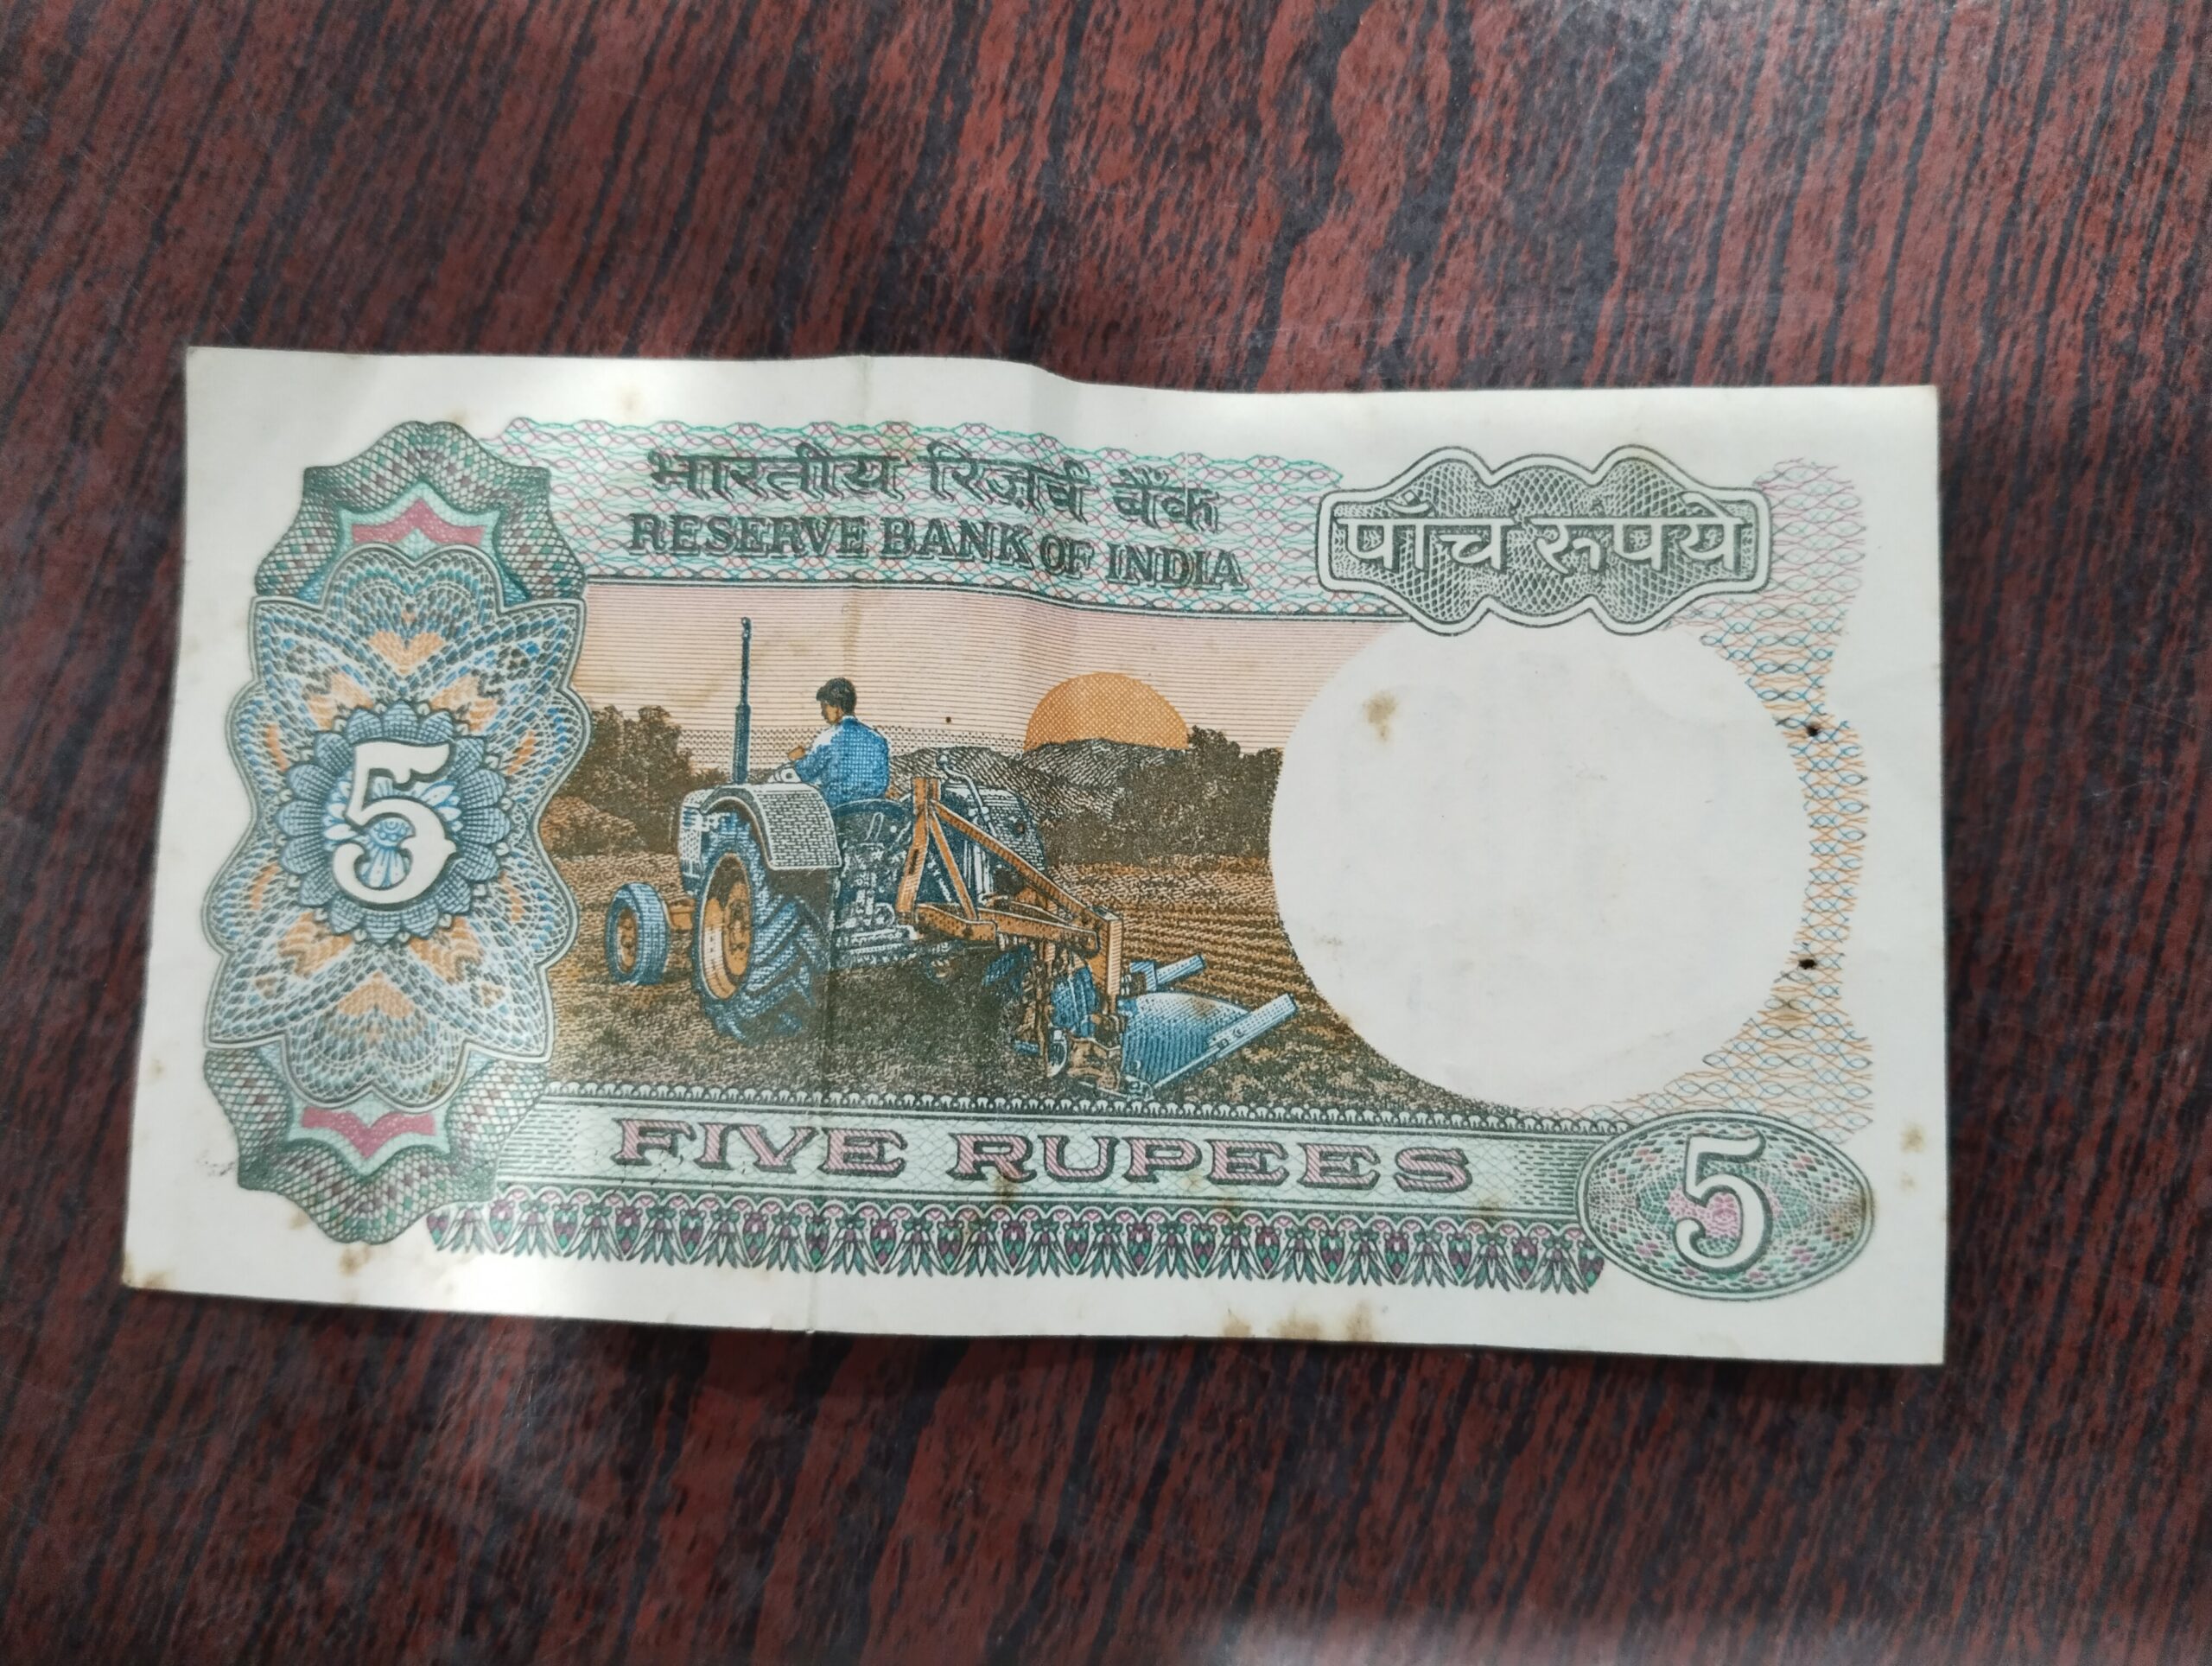 भारतीय रिज़र्व बैंक
RESERVE BANK OF INDIA
पाँच रुपये
5
FIVE RUPEES
5